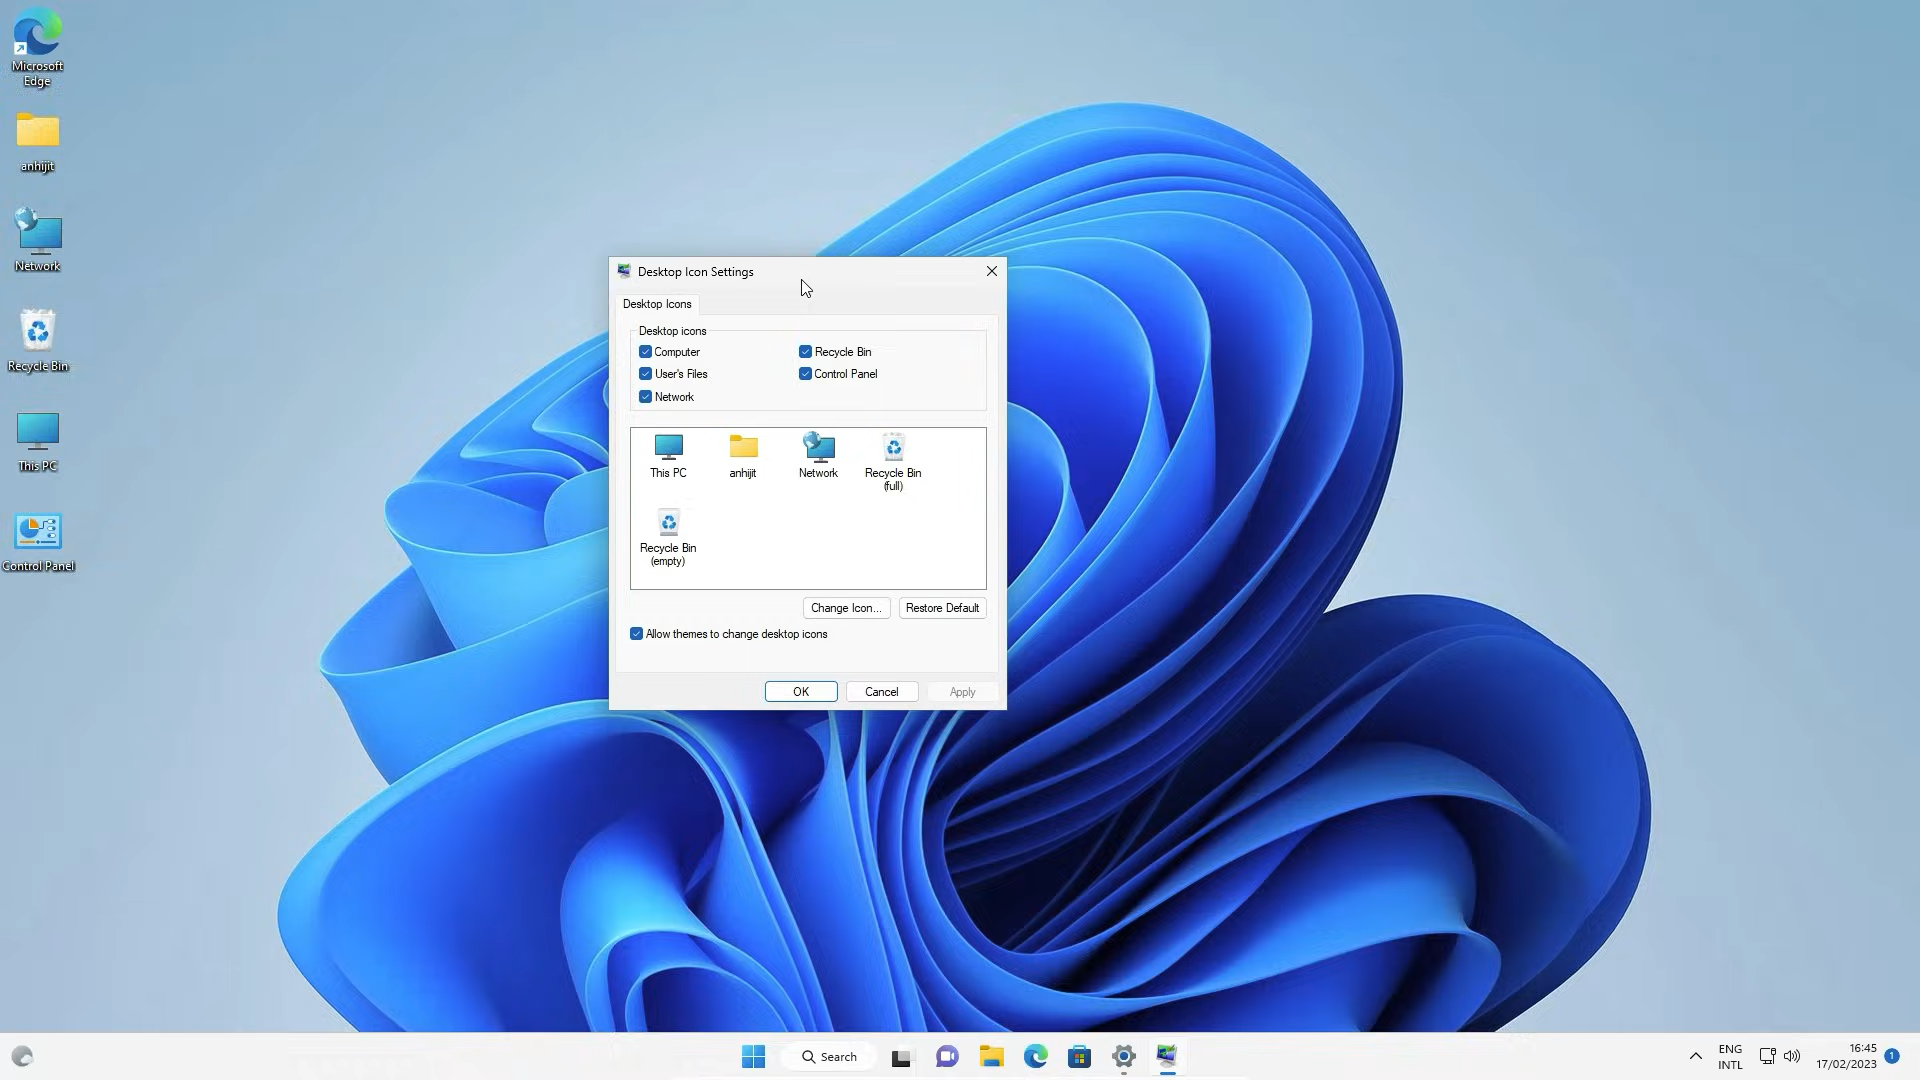 Microsoft
Edge
anhijit
Network
Recycle Bin
This PC
Control Panel
Desktop Icon Settings
Desktop Icons
Desktop icons
Computer
Recycle Bin
User's Files
Control Panel
Network
This PC
anhijit
Network
Recycle Bin
(full)
Recycle Bin
(empty)
Change Icon...
Restore Default
Allow themes to change desktop icons
OK
Cancel
Apply
Search
ENG
INTL
16:45
17/02/2023
1